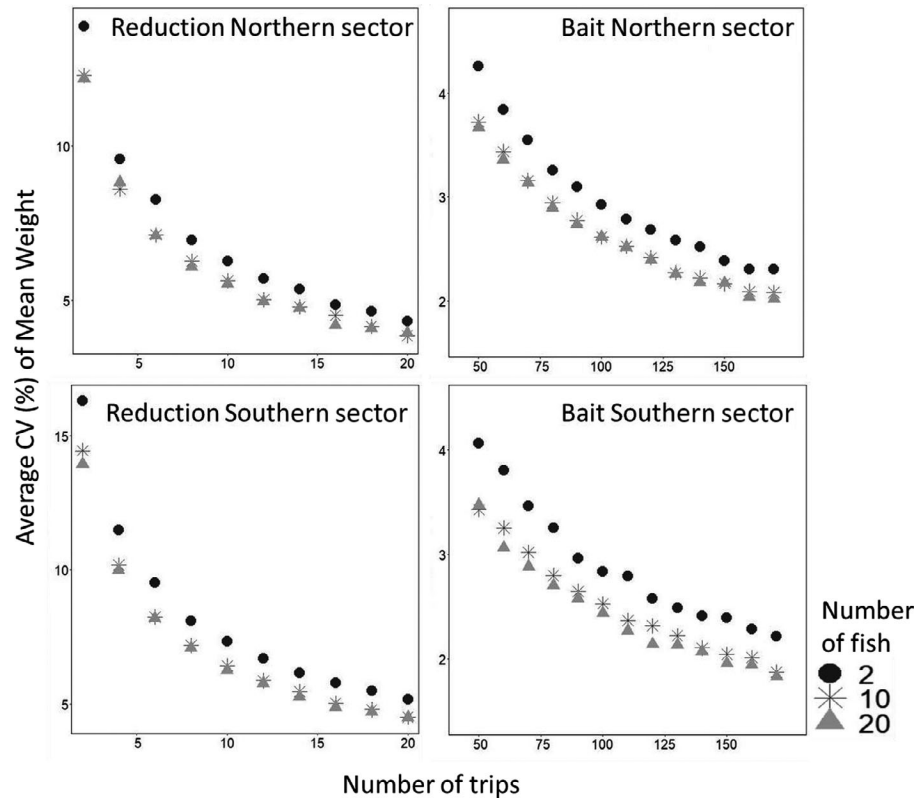 Average CV (%) of Mean Weight
Reduction Northern sector
10
5
5 10 15 20
Bait Northern sector
4
3
2
50 75 100 125 150
Reduction Southern sector
15
10
5
5 10 15 20
Bait Southern sector
4
3
2
50 75 100 125 150
Number
of fish
2
10
20
Number of trips